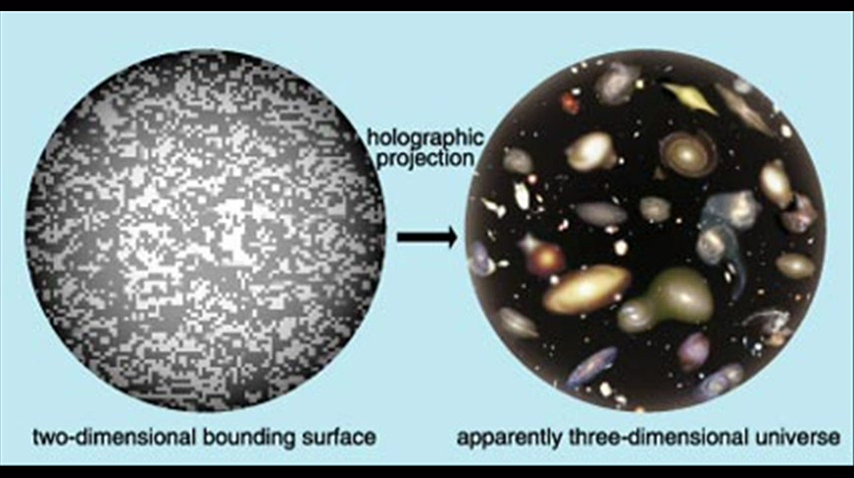 holographic
projection
two-dimensional bounding surface
apparently three-dimensional universe